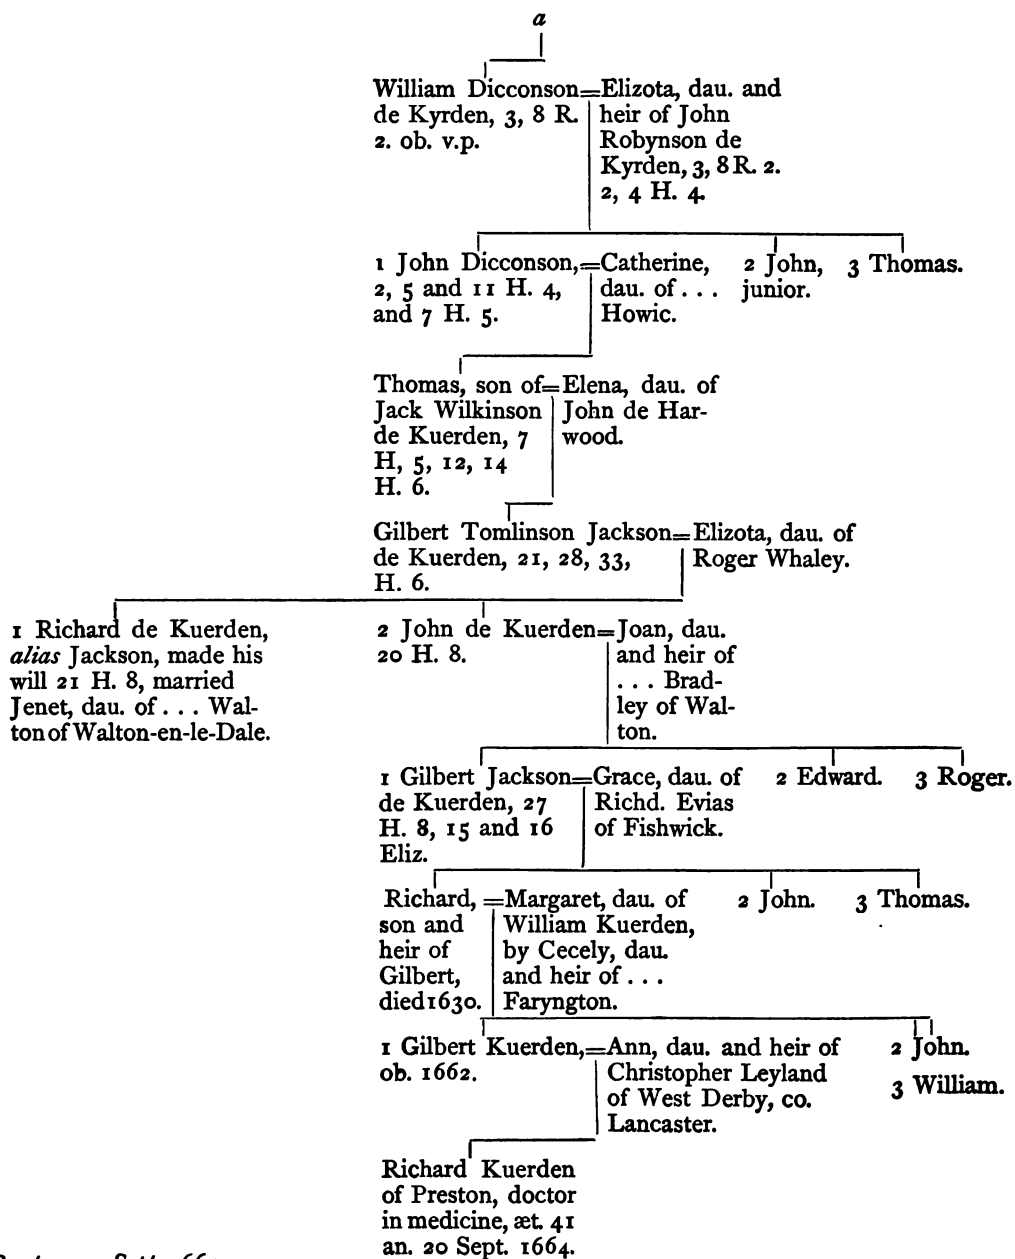 a
William Dicconson=Elizota, dau. and
de Kyrden, 3, 8 R. heir of John
2. ob. v.p. Robynson de
Kyrden, 3, 8 R. 2.
2, 4 H. 4.
1 John Dicconson,=Catherine, 2 John, 3 Thomas.
2, 5 and 11 H. 4, dau. of . . . junior.
and 7 H. 5. Howic.
Thomas, son of=Elena, dau. of
Jack Wilkinson John de Har-
de Kuerden, 7 wood.
H, 5, 12, 14
H. 6.
Gilbert Tomlinson Jackson=Elizota, dau. of
de Kuerden, 21, 28, 33, Roger Whaley.
H. 6.
1 Richard de Kuerden, 2 John de Kuerden=Joan, dau.
alias Jackson, made his 20 H. 8. and heir of
will 21 H. 8, married . . . Brad-
Jenet, dau. of . . . Wal- ley of Wal-
ton of Walton-en-le-Dale. ton.
1 Gilbert Jackson=Grace, dau. of 2 Edward. 3 Roger.
de Kuerden, 27 Richd. Evias
H. 8, 15 and 16 of Fishwick.
Eliz.
Richard,=Margaret, dau. of 2 John. 3 Thomas.
son and William Kuerden,
heir of by Cecely, dau.
Gilbert, and heir of . . .
died 1630. Faryngton.
1 Gilbert Kuerden,=Ann, dau. and heir of 2 John.
ob. 1662. Christopher Leyland 3 William.
of West Derby, co.
Lancaster.
Richard Kuerden
of Preston, doctor
in medicine, æt. 41
an. 20 Sept. 1664.